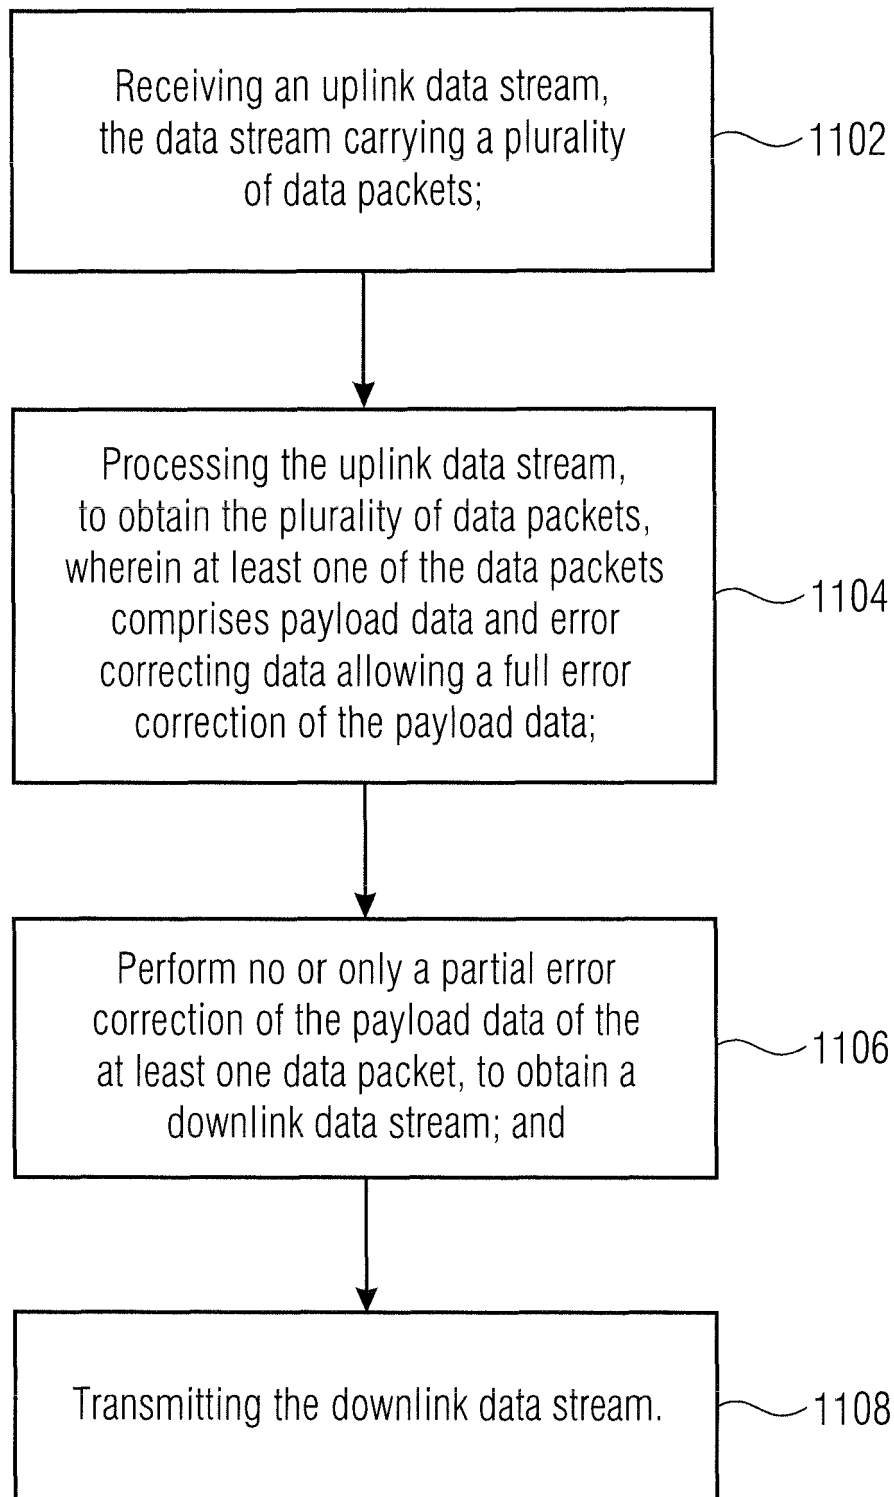 Receiving an uplink data stream,
the data stream carrying a plurality
of data packets;
1102
Processing the uplink data stream,
to obtain the plurality of data packets,
wherein at least one of the data packets
comprises payload data and error
correcting data allowing a full error
correction of the payload data;
1104
Perform no or only a partial error
correction of the payload data of the
at least one data packet, to obtain a
downlink data stream; and
1106
Transmitting the downlink data stream.
1108